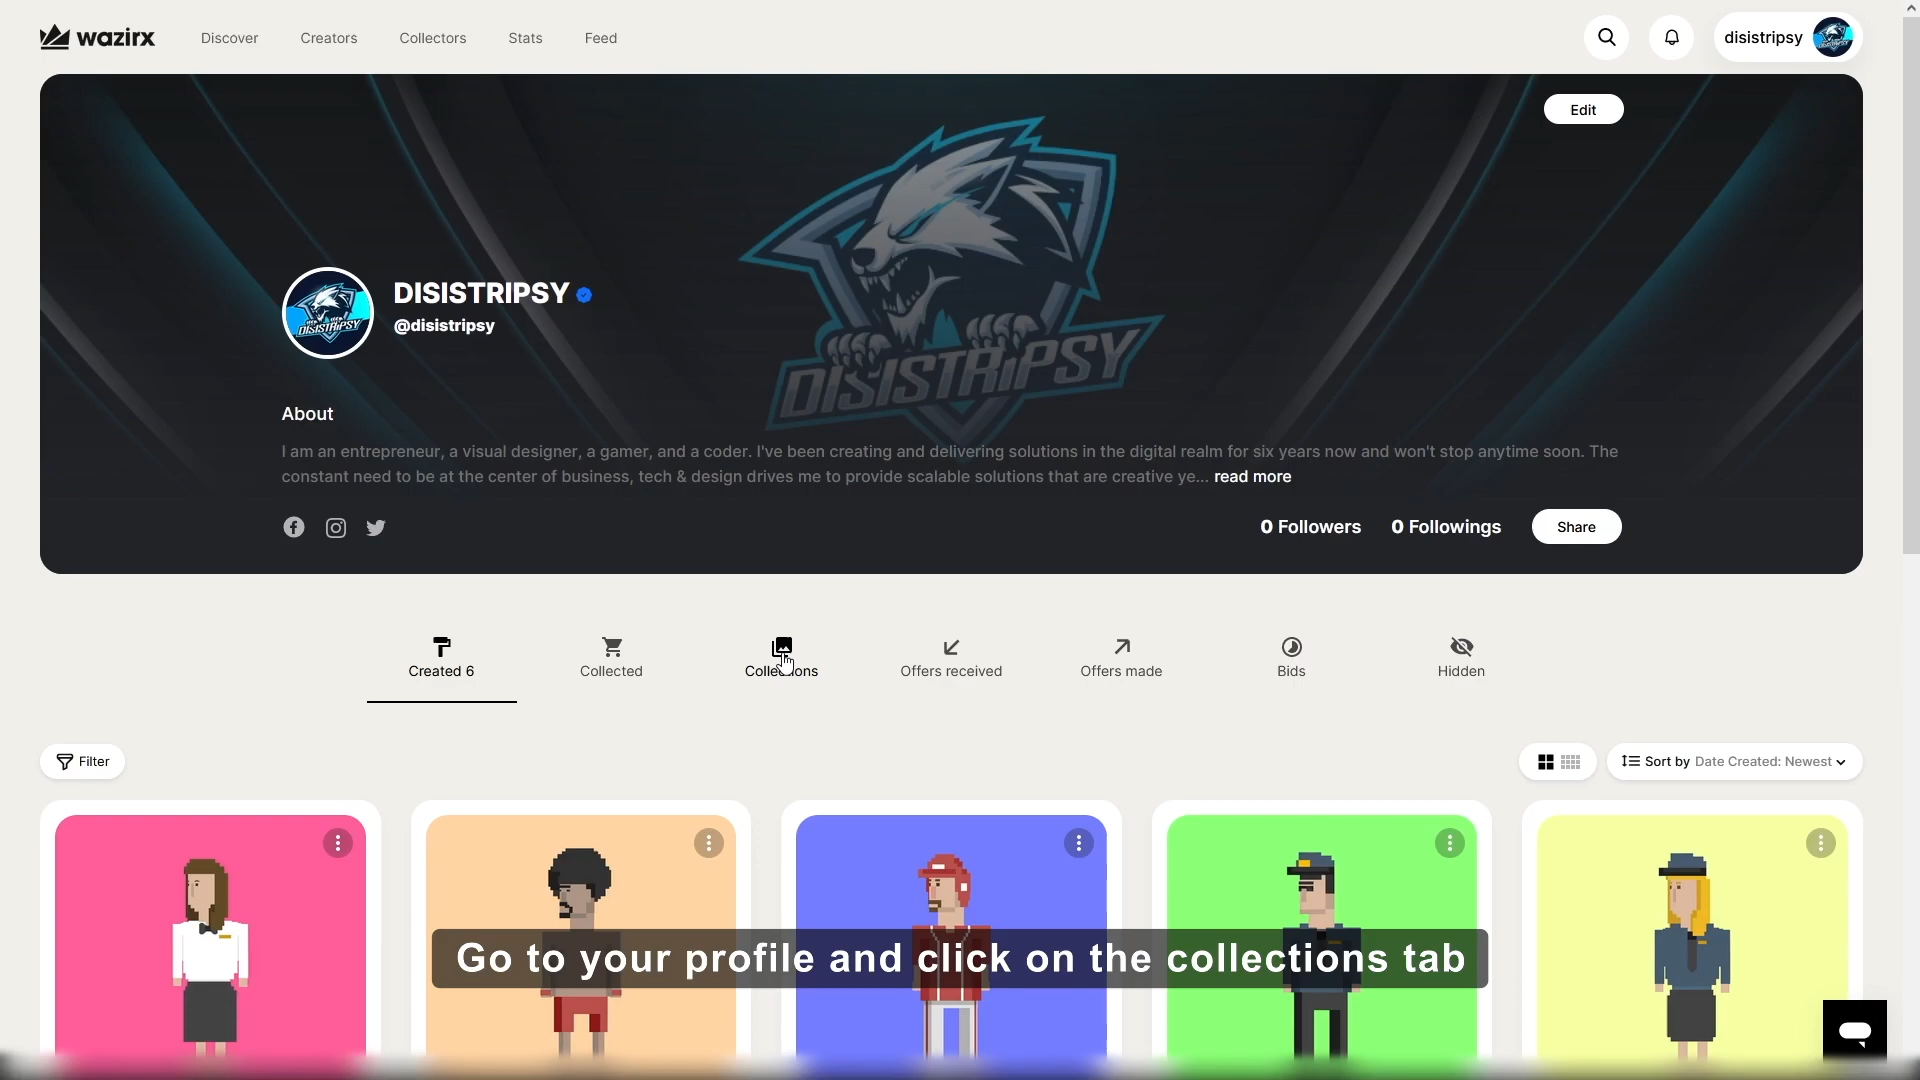 wazirx
Discover
Creators
Collectors
Stats
Feed
disistripsy
Edit
DISISTRIPSY
DISISTRIPSY
DISISTRIPSY
@disistripsy
About
I am an entrepreneur, a visual designer, a gamer, and a coder. I've been creating and delivering solutions in the digital realm for six years now and won't stop anytime soon. The
constant need to be at the center of business, tech & design drives me to provide scalable solutions that are creative ye... read more
0 Followers
0 Followings
Share
Created 6
Collected
Collections
Offers received
Offers made
Bids
Hidden
Filter
Sort by Date Created: Newest
Go to your profile and click on the collections tab